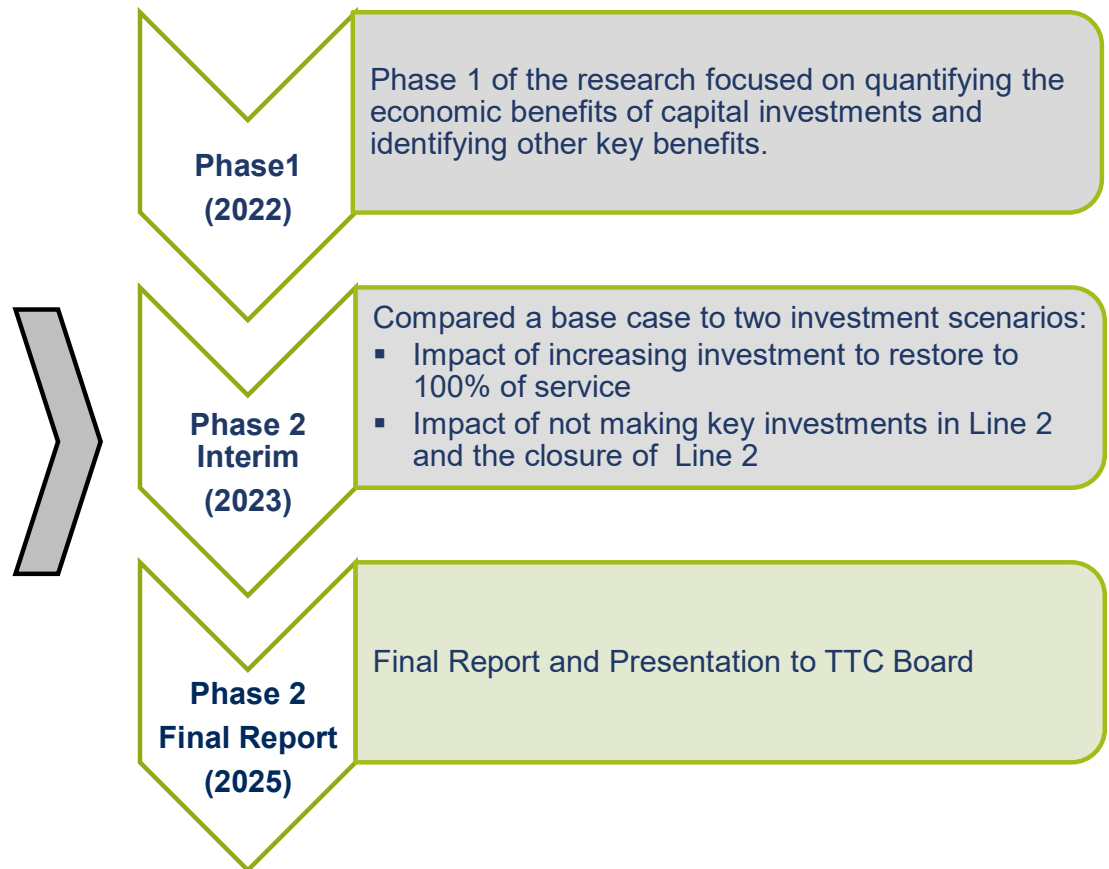 Phase1
(2022)
Phase 1 of the research focused on quantifying the
economic benefits of capital investments and
identifying other key benefits.
Phase 2
Interim
(2023)
Compared a base case to two investment scenarios:
▪ Impact of increasing investment to restore to
100% of service
▪ Impact of not making key investments in Line 2
and the closure of Line 2
Phase 2
Final Report
(2025)
Final Report and Presentation to TTC Board